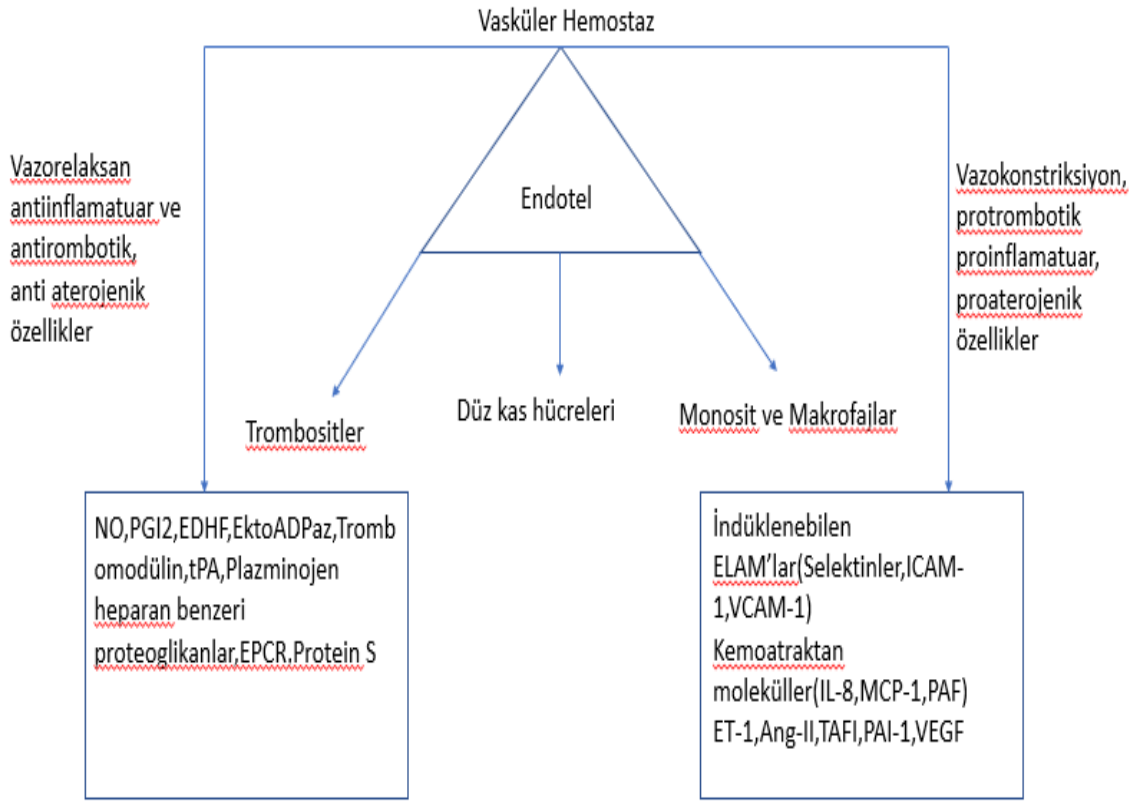 Vasküler Hemostaz
Vazorelaksan
antiinflamatuar ve
antirombotik,
anti aterojenik
özellikler
Endotel
Vazokonstriksiyon,
protrombotik
proinflamatuar,
proaterojenik
özellikler
Trombositler
Düz kas hücreleri
Monosit ve Makrofajlar
NO,PGI2,EDHF,EktoADPaz,Tromb
omodülin,tPA,Plazminojen
heparan benzeri
proteoglikanlar,EPCR.Protein S
İndüklenebilen
ELAM’lar(Selektinler,ICAM-
1,VCAM-1)
Kemoatraktan
moleküller(IL-8,MCP-1,PAF)
ET-1,Ang-II,TAFI,PAI-1,VEGF